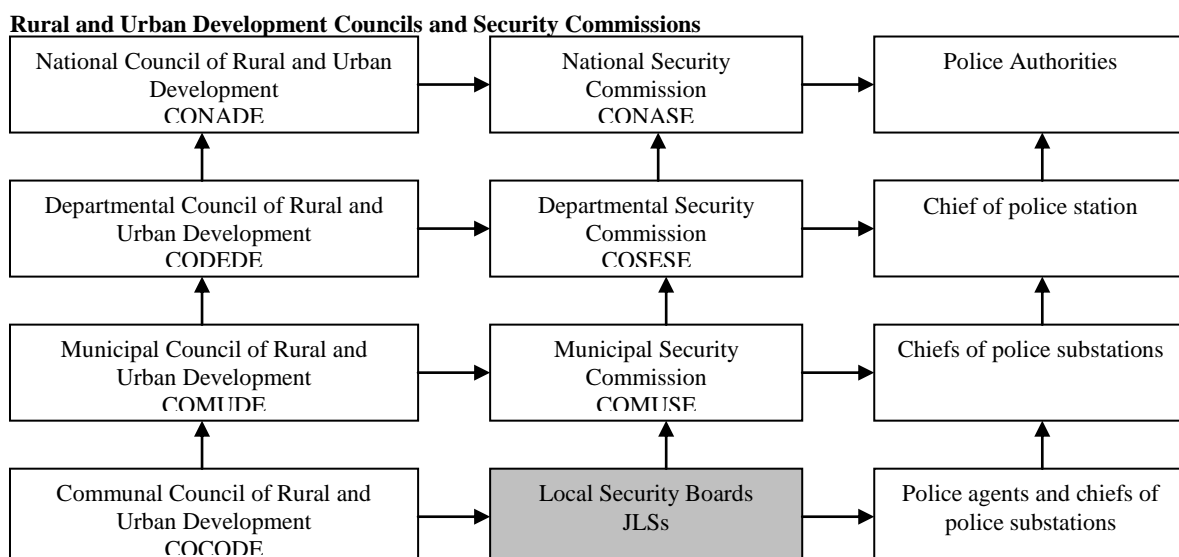 Rural and Urban Development Councils and Security Commissions
National Council of Rural and Urban
Development
CONADE
National Security
Commission
CONASE
Police Authorities
Departmental Council of Rural and
Urban Development
CODEDE
Departmental Security
Commission
COSESE
Chief of police station
Municipal Council of Rural and
Urban Development
COMUDE
Municipal Security
Commission
COMUSE
Chiefs of police substations
Communal Council of Rural and
Urban Development
COCODE
Local Security Boards
JLSs
Police agents and chiefs of
police substations